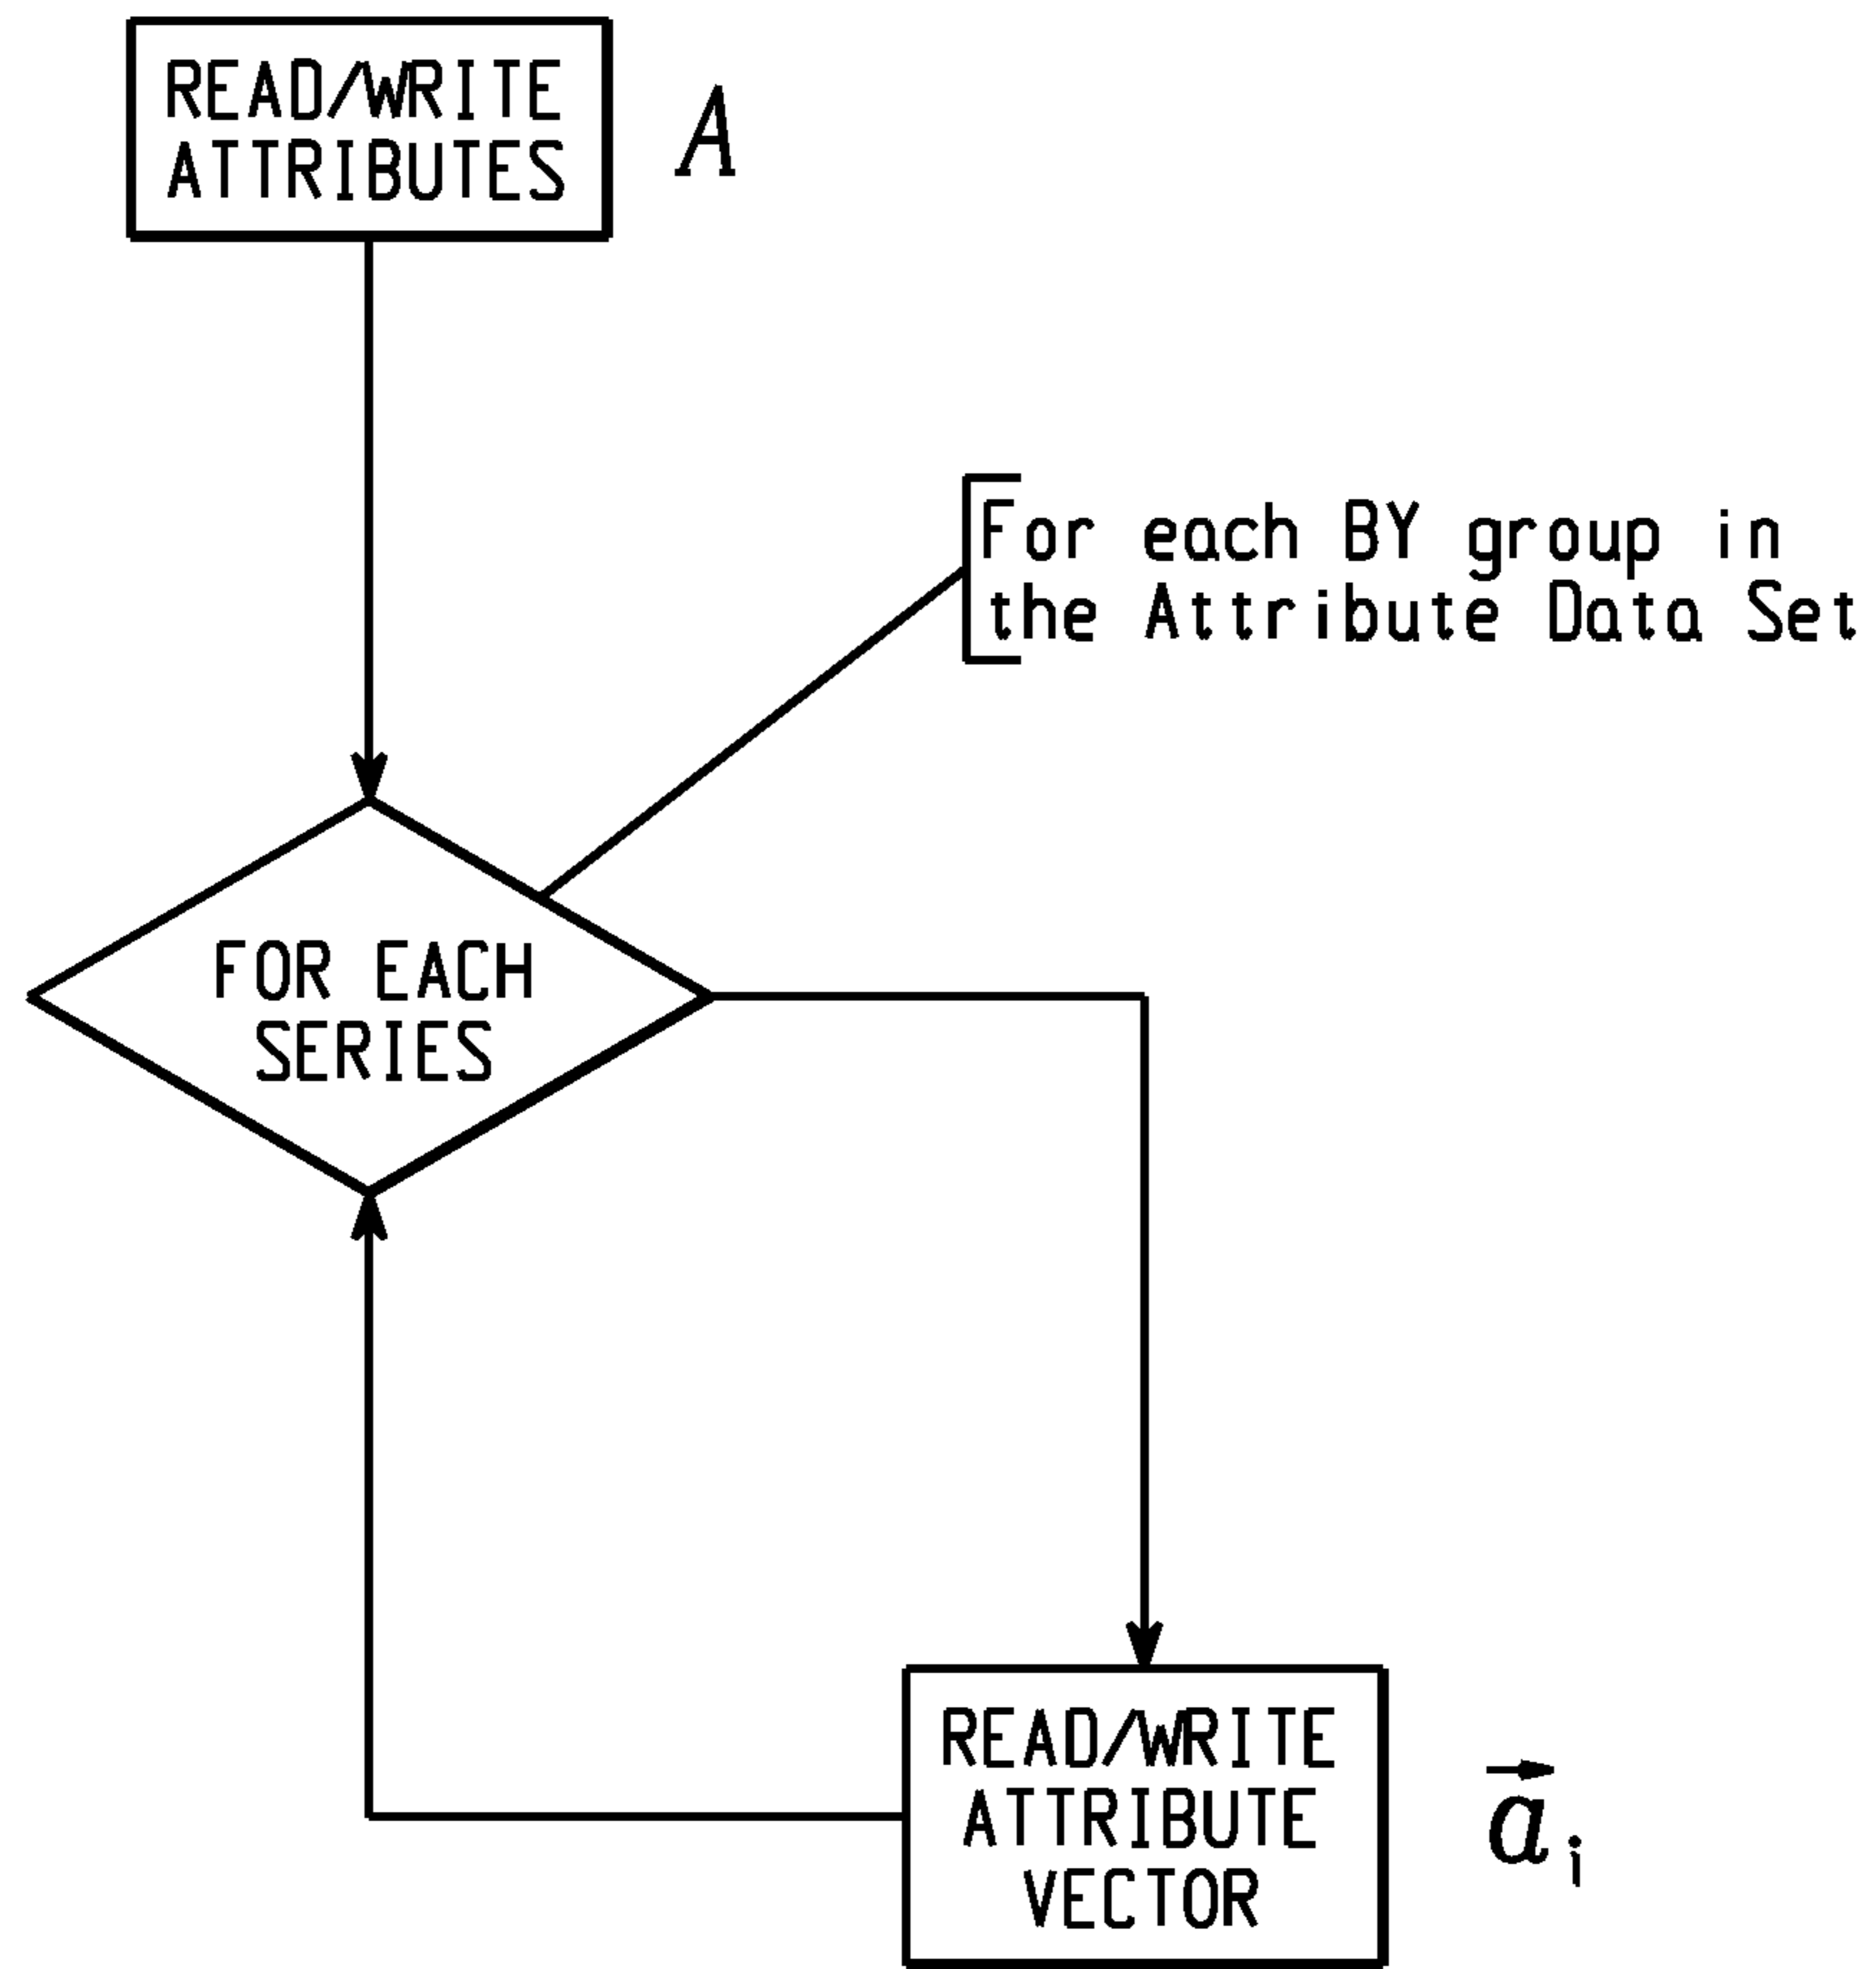 READ/WRITE
ATTRIBUTES
A
For each BY group in
the Attribute Data Set
FOR EACH
SERIES
READ/WRITE
ATTRIBUTE
VECTOR
a⃗ᵢ